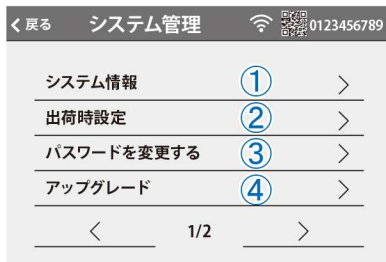 < 戻る システム管理 0123456789
システム情報 ① >
出荷時設定 ② >
パスワードを変更する ③ >
アップグレード ④ >
< 1/2 >